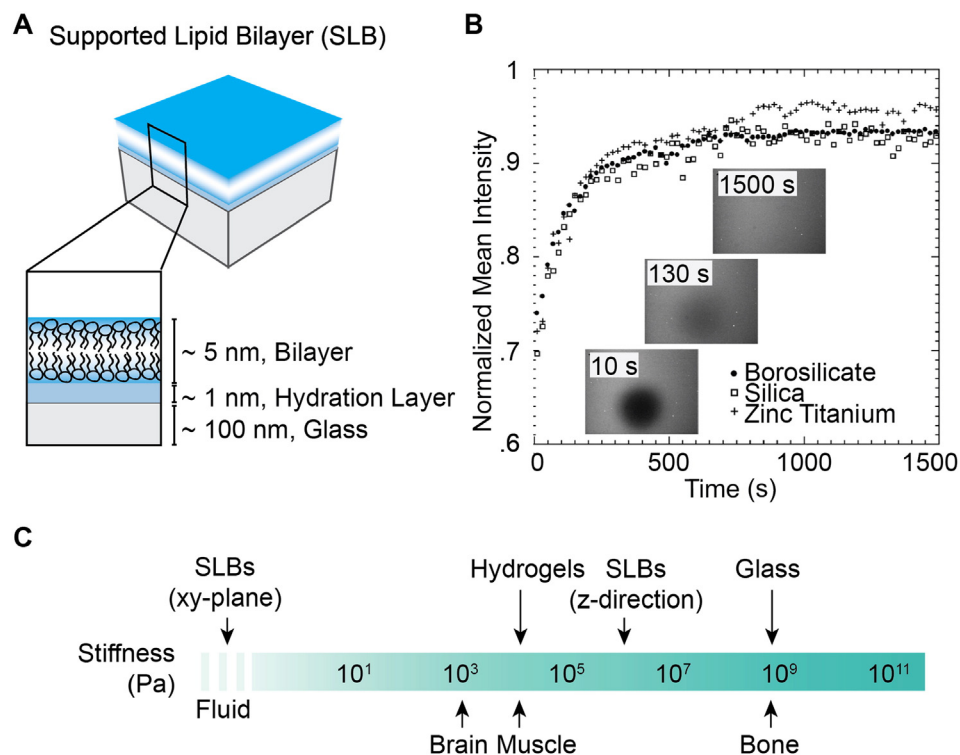 A
Supported Lipid Bilayer (SLB)
~ 5 nm, Bilayer
~ 1 nm, Hydration Layer
~ 100 nm, Glass
B
Normalized Mean Intensity
1
.9
.8
.7
.6
1500 s
130 s
10 s
Borosilicate
Silica
Zinc Titanium
0 500 1000 1500
Time (s)
C
SLBs
(xy-plane)
Hydrogels
SLBs
(z-direction)
Glass
Stiffness
(Pa)
10¹ 10³ 10⁵ 10⁷ 10⁹ 10¹¹
Fluid
Brain Muscle Bone